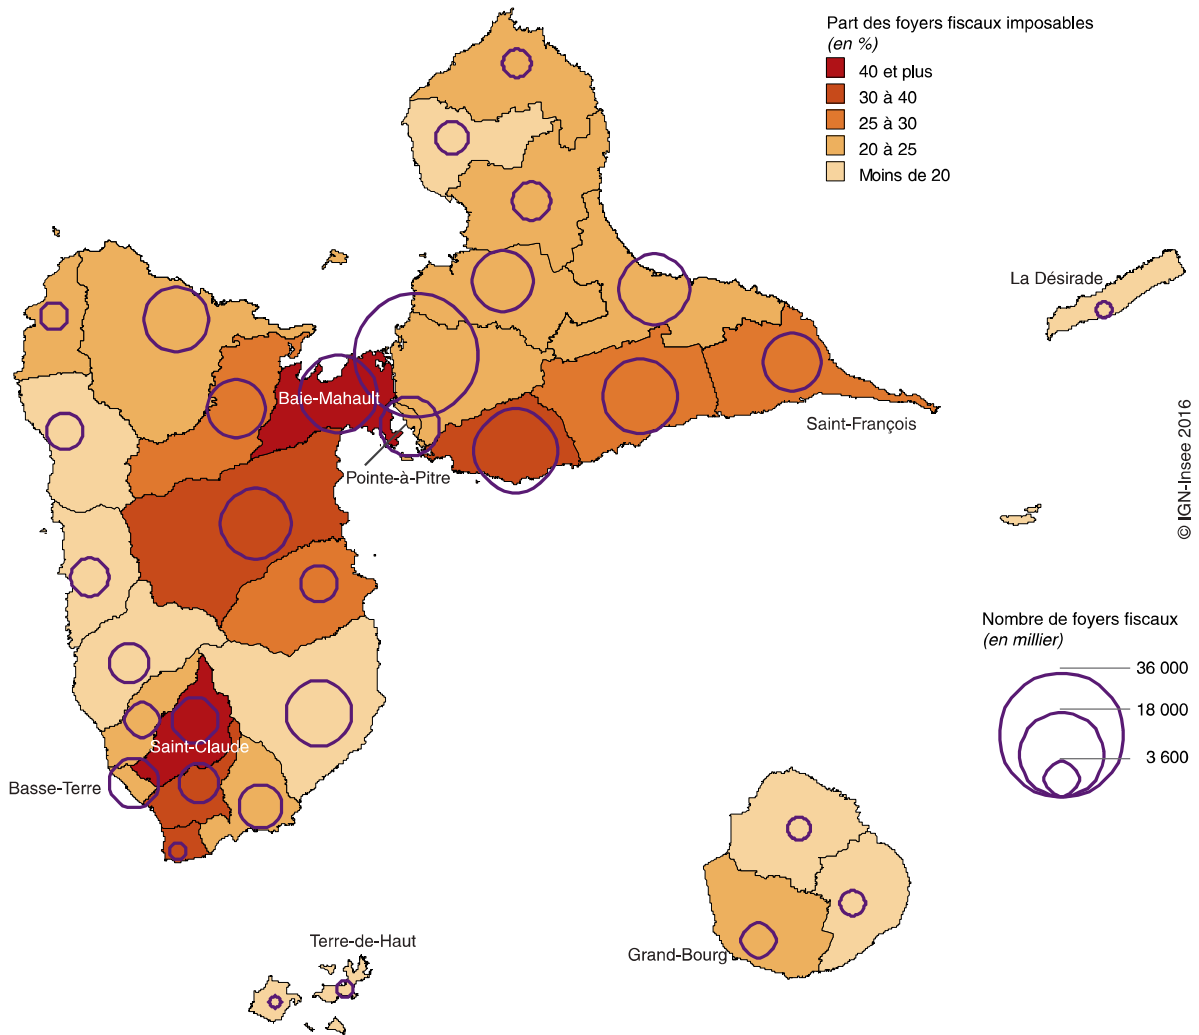 Part des foyers fiscaux imposables
(en %)
40 et plus
30 à 40
25 à 30
20 à 25
Moins de 20
La Désirade
Baie-Mahault
Saint-François
Pointe-à-Pitre
© IGN-Insee 2016
Nombre de foyers fiscaux
(en millier)
36 000
18 000
3 600
Saint-Claude
Basse-Terre
Terre-de-Haut
Grand-Bourg